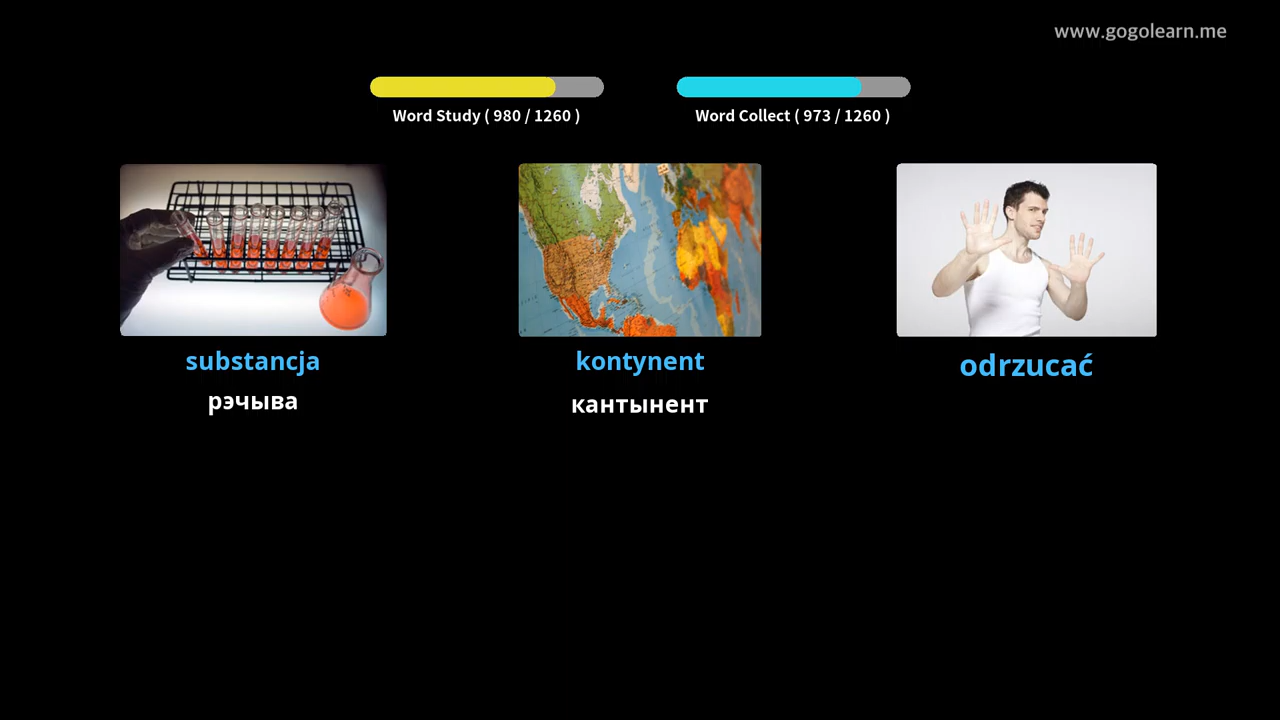 www.gogolearn.me
Word Study ( 980 / 1260 )
Word Collect ( 973 / 1260 )
substancja
рэчыва
kontynent
кантынент
odrzucać